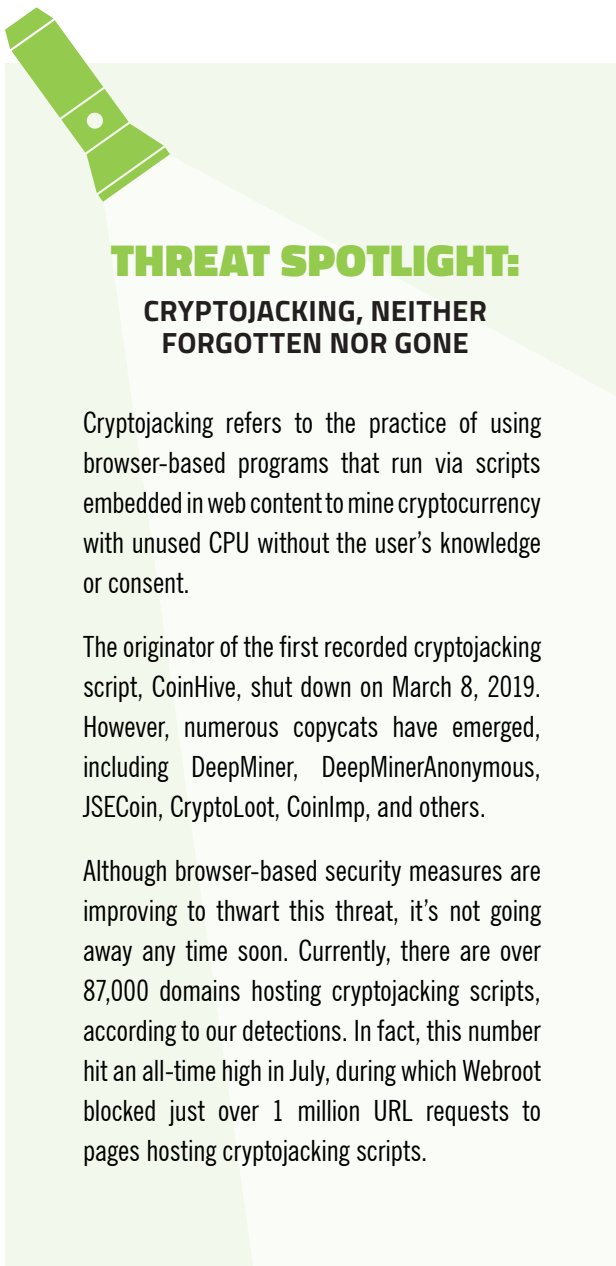 THREAT SPOTLIGHT:
CRYPTOJACKING, NEITHER
FORGOTTEN NOR GONE
Cryptojacking refers to the practice of using
browser-based programs that run via scripts
embedded in web content to mine cryptocurrency
with unused CPU without the user’s knowledge
or consent.
The originator of the first recorded cryptojacking
script, CoinHive, shut down on March 8, 2019.
However, numerous copycats have emerged,
including DeepMiner, DeepMinerAnonymous,
JSECoin, CryptoLoot, CoinImp, and others.
Although browser-based security measures are
improving to thwart this threat, it’s not going
away any time soon. Currently, there are over
87,000 domains hosting cryptojacking scripts,
according to our detections. In fact, this number
hit an all-time high in July, during which Webroot
blocked just over 1 million URL requests to
pages hosting cryptojacking scripts.